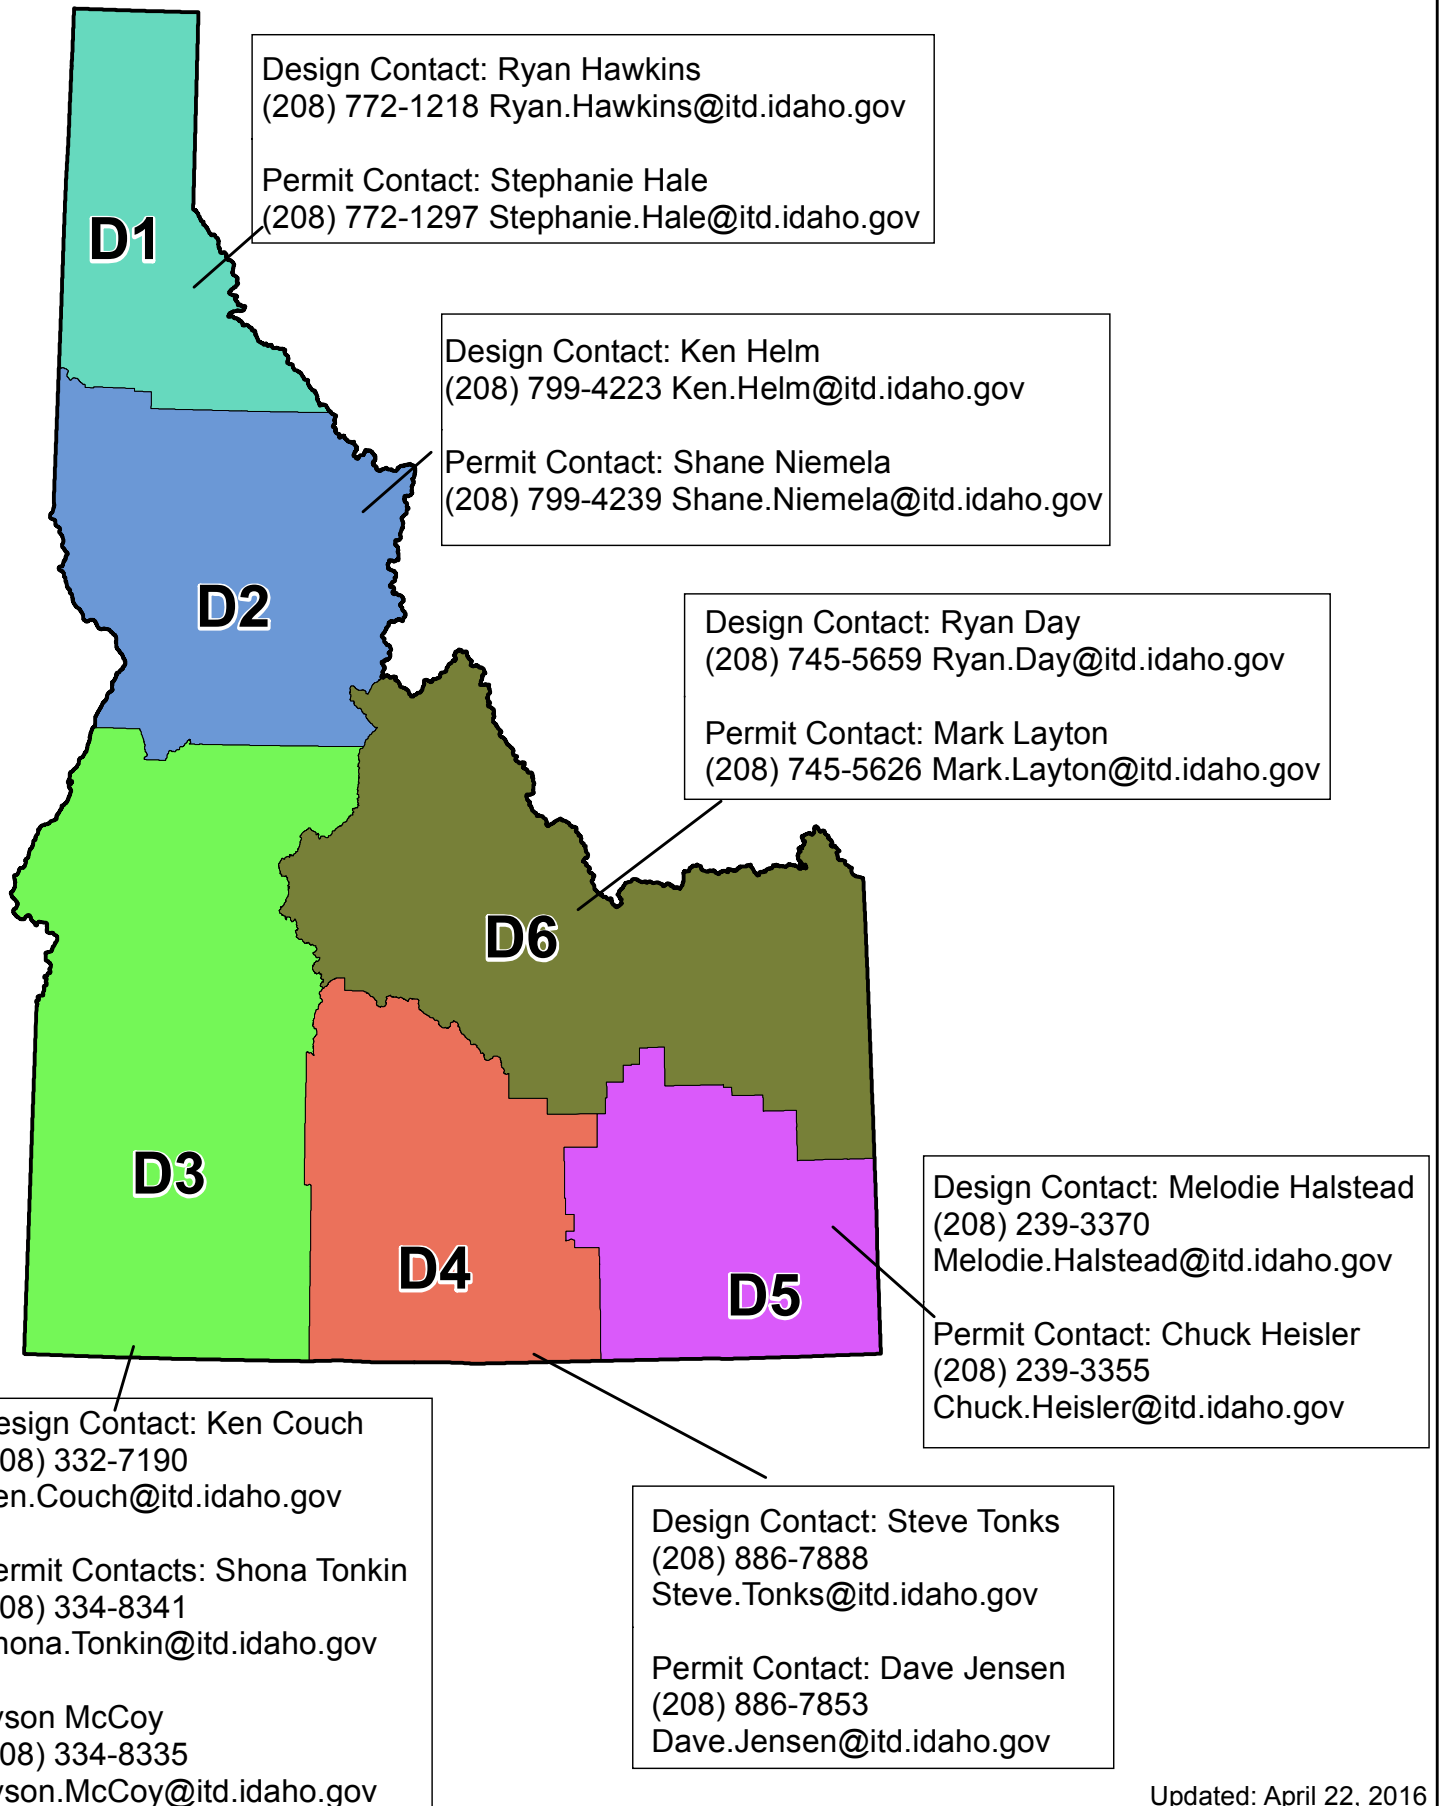 D1
Design Contact: Ryan Hawkins
(208) 772-1218 Ryan.Hawkins@itd.idaho.gov
Permit Contact: Stephanie Hale
(208) 772-1297 Stephanie.Hale@itd.idaho.gov
D2
Design Contact: Ken Helm
(208) 799-4223 Ken.Helm@itd.idaho.gov
Permit Contact: Shane Niemela
(208) 799-4239 Shane.Niemela@itd.idaho.gov
Design Contact: Ryan Day
(208) 745-5659 Ryan.Day@itd.idaho.gov
Permit Contact: Mark Layton
(208) 745-5626 Mark.Layton@itd.idaho.gov
D6
D3
D4
D5
Design Contact: Melodie Halstead
(208) 239-3370
Melodie.Halstead@itd.idaho.gov
Permit Contact: Chuck Heisler
(208) 239-3355
Chuck.Heisler@itd.idaho.gov
esign Contact: Ken Couch
08) 332-7190
en.Couch@itd.idaho.gov
ermit Contacts: Shona Tonkin
08) 334-8341
hona.Tonkin@itd.idaho.gov
yson McCoy
08) 334-8335
yson.McCoy@itd.idaho.gov
Design Contact: Steve Tonks
(208) 886-7888
Steve.Tonks@itd.idaho.gov
Permit Contact: Dave Jensen
(208) 886-7853
Dave.Jensen@itd.idaho.gov
Updated: April 22, 2016